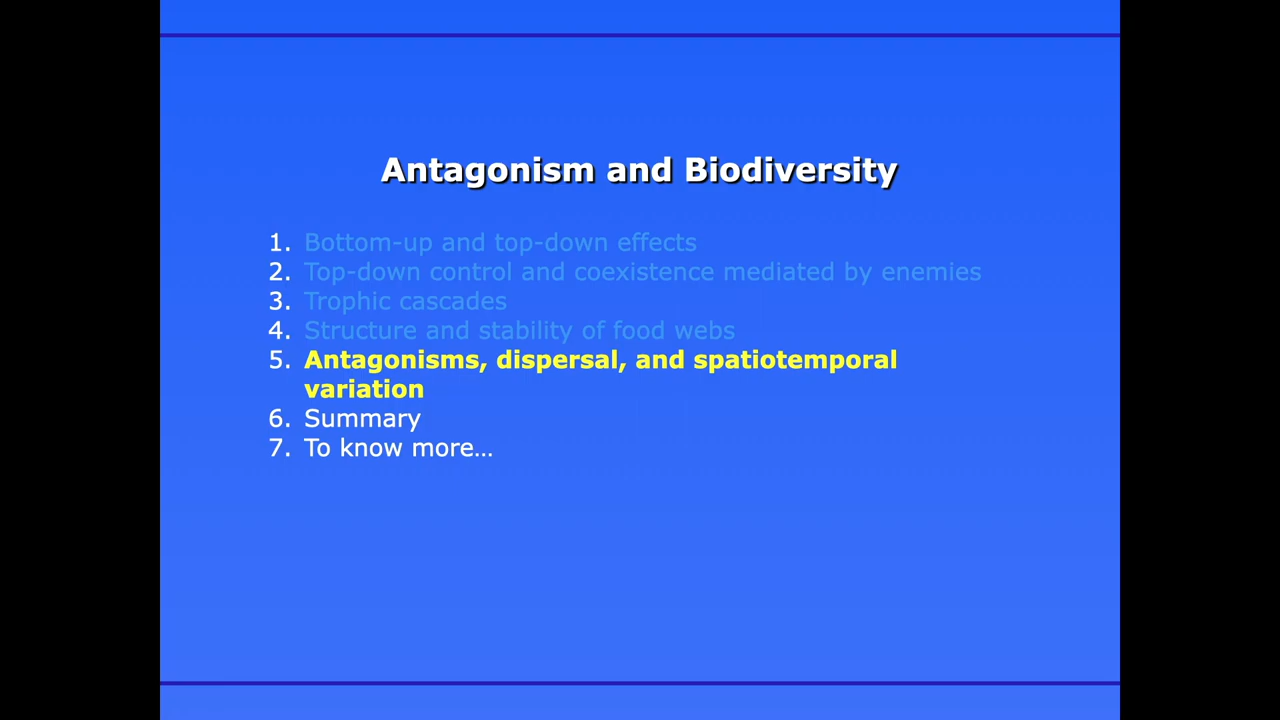 Antagonism and Biodiversity
1. Bottom-up and top-down effects
2. Top-down control and coexistence mediated by enemies
3. Trophic cascades
4. Structure and stability of food webs
5. Antagonisms, dispersal, and spatiotemporal
variation
6. Summary
7. To know more…